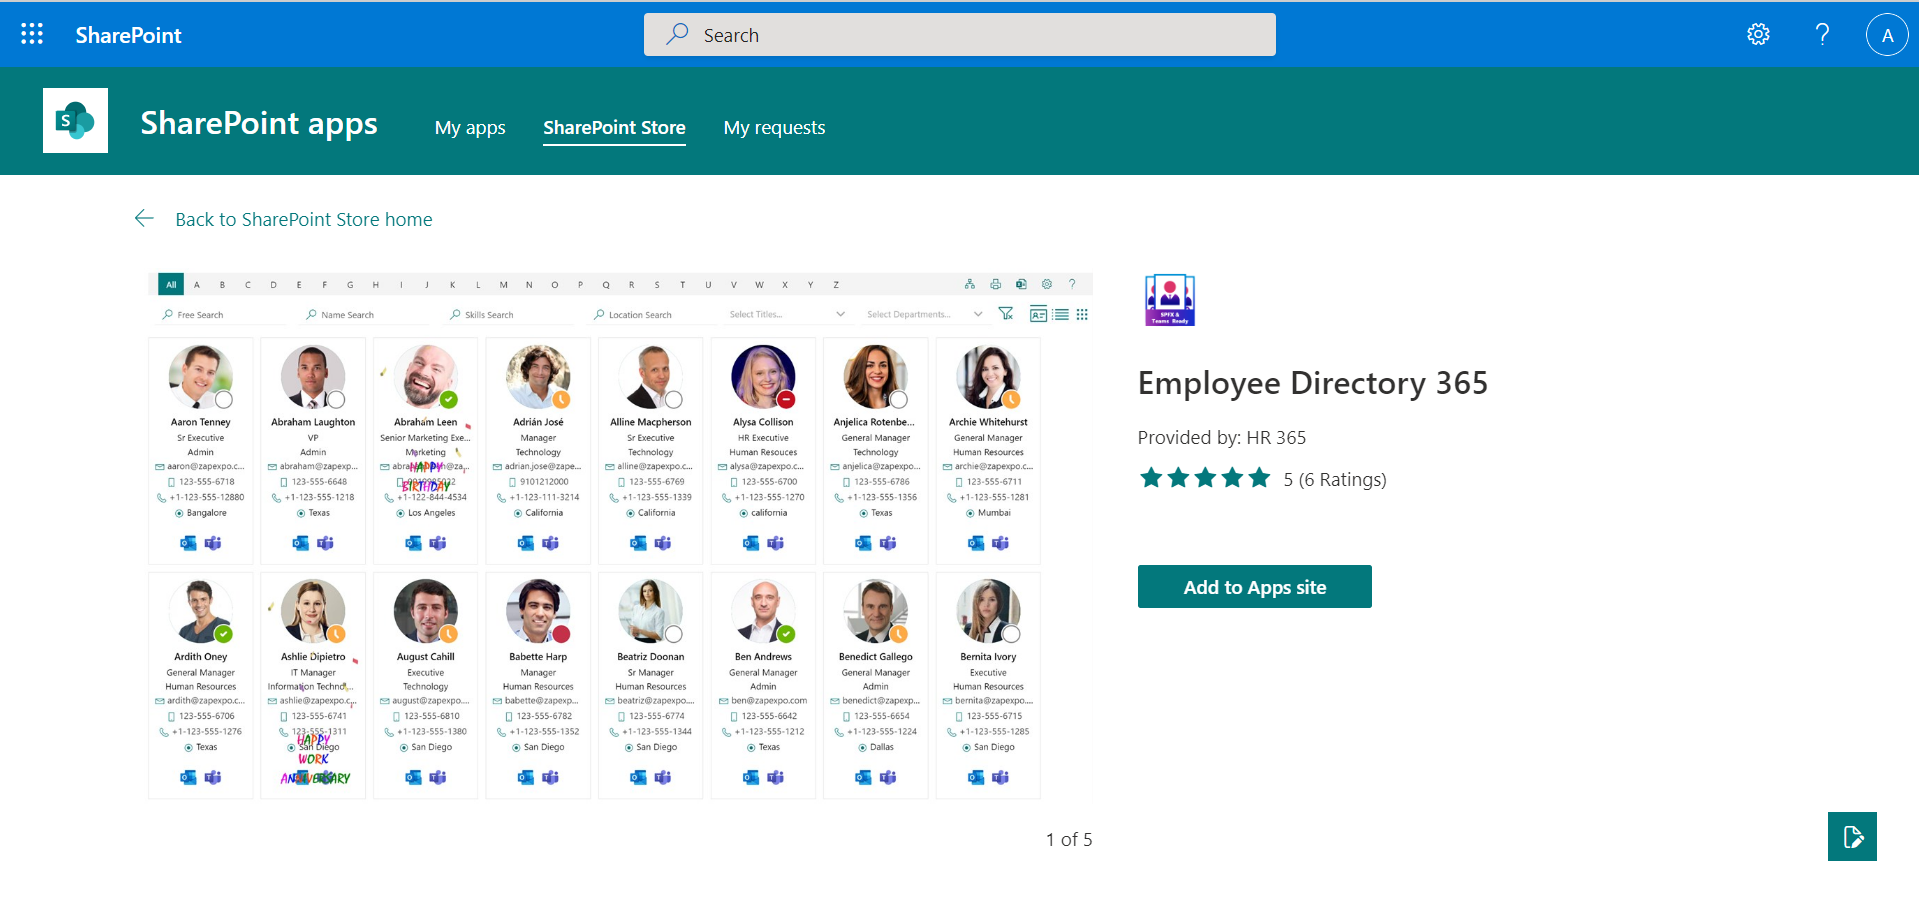 SharePoint
Search
A
S
SharePoint apps
My apps
SharePoint Store
My requests
Back to SharePoint Store home
All A B C D E F G H I J K L M N O P Q R S T U V W X Y Z
Free Search
Name Search
Skills Search
Location Search
Select Titles...
Select Departments...
Aaron Tenney
Sr Executive
Admin
aaron@zapexpo.c...
123-555-6718
+1-123-555-12880
Bangalore
Abraham Laughton
VP
Admin
abraham@zapexp...
123-555-6648
+1-123-555-1218
Texas
Abraham Leen
Senior Marketing Exe...
Marketing
HAPPY
BIRTHDAY
+1-122-844-4534
Los Angeles
Adrián José
Manager
Technology
adrian.jose@zape...
9101212000
+1-123-111-3214
California
Alline Macpherson
Sr Executive
Technology
alline@zapexpo.c...
123-555-6769
+1-123-555-1339
California
Alysa Collison
HR Executive
Human Resouces
alysa@zapexpo.c...
123-555-6700
+1-123-555-1270
california
Anjelica Rotenbe...
General Manager
Technology
anjelica@zapexpo...
123-555-6786
+1-123-555-1356
Texas
Archie Whitehurst
General Manager
Human Resources
archie@zapexpo.c...
123-555-6711
+1-123-555-1281
Mumbai
Ardith Oney
General Manager
Human Resources
ardith@zapexpo.c...
123-555-6706
+1-123-555-1276
Texas
Ashlie Dipietro
IT Manager
Information Technol...
ashlie@zapexpo.c...
123-555-6741
123-555-1311
San Diego
HAPPY
WORK
ANNIVERSARY
August Cahill
Executive
Technology
august@zapexpo....
123-555-6810
+1-123-555-1380
San Diego
Babette Harp
Manager
Human Resources
babette@zapexpo...
123-555-6782
+1-123-555-1352
San Diego
Beatriz Doonan
Sr Manager
Human Resources
beatriz@zapexpo....
123-555-6774
+1-123-555-1344
San Diego
Ben Andrews
General Manager
Admin
ben@zapexpo.com
123-555-6642
+1-123-555-1212
Texas
Benedict Gallego
General Manager
Admin
benedict@zapexp...
123-555-6654
+1-123-555-1224
Dallas
Bernita Ivory
Executive
Human Resources
bernita@zapexpo....
123-555-6715
+1-123-555-1285
San Diego
1 of 5
SPFX &
Teams Ready
Employee Directory 365
Provided by: HR 365
5 (6 Ratings)
Add to Apps site